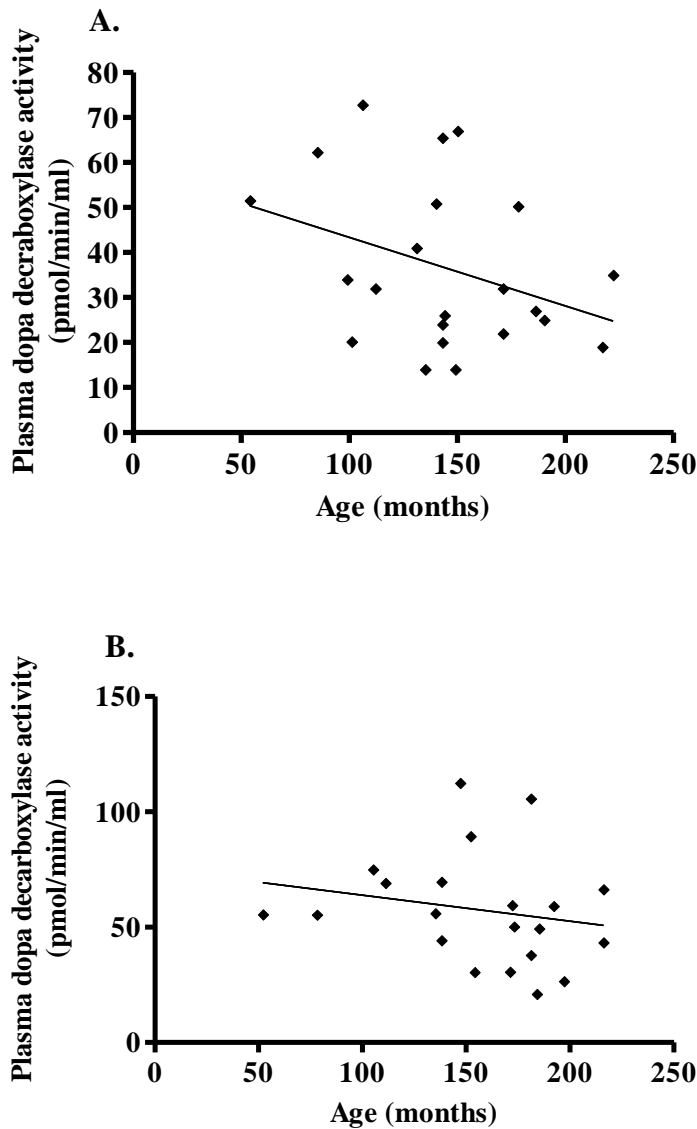 A.
Plasma dopa decraboxylase activity
(pmol/min/ml)
80
70
60
50
40
30
20
10
0
0 50 100 150 200 250
Age (months)
B.
Plasma dopa decarboxylase activity
(pmol/min/ml)
150
100
50
0
0 50 100 150 200 250
Age (months)